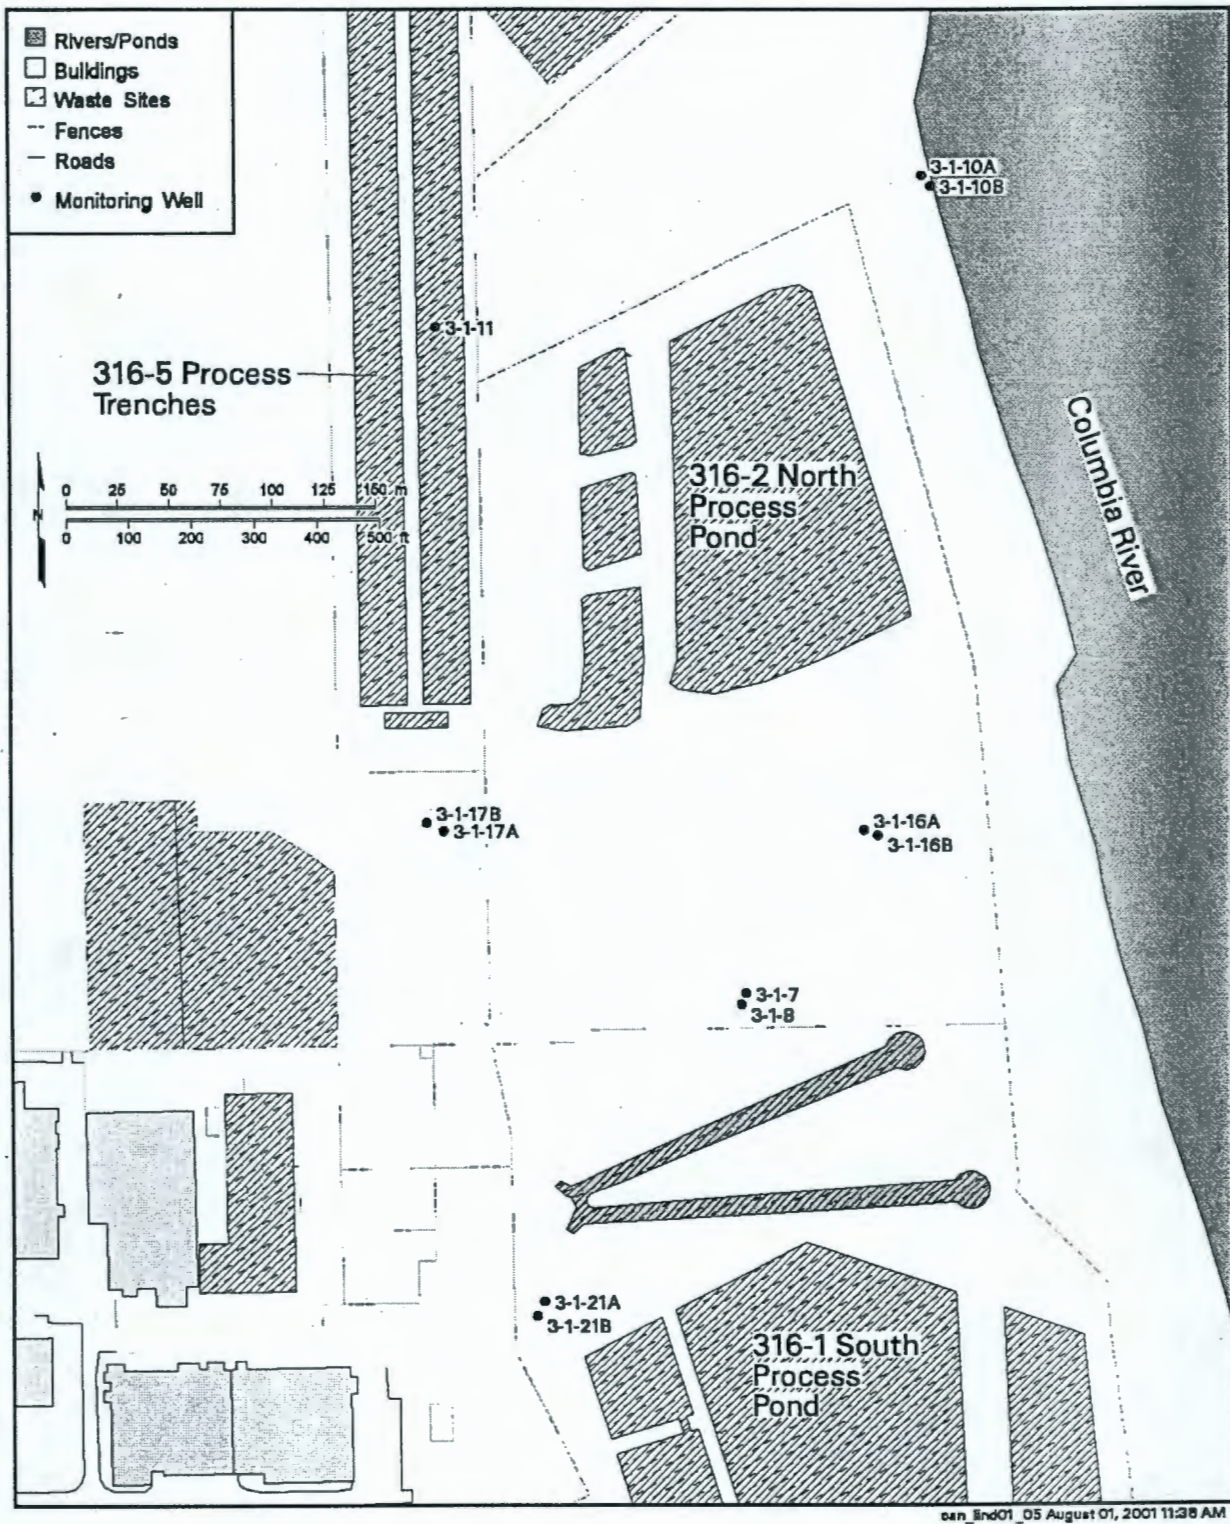 Rivers/Ponds
Buildings
Waste Sites
Fences
Roads
Monitoring Well
3-1-10A
3-1-10B
3-1-11
316-5 Process
Trenches
0 25 50 75 100 125 150 m
N
0 100 200 300 400 500 ft
316-2 North
Process
Pond
Columbia River
3-1-17B
3-1-17A
3-1-16A
3-1-16B
3-1-7
3-1-8
3-1-21A
3-1-21B
316-1 South
Process
Pond
August 01, 2001 11:38 AM